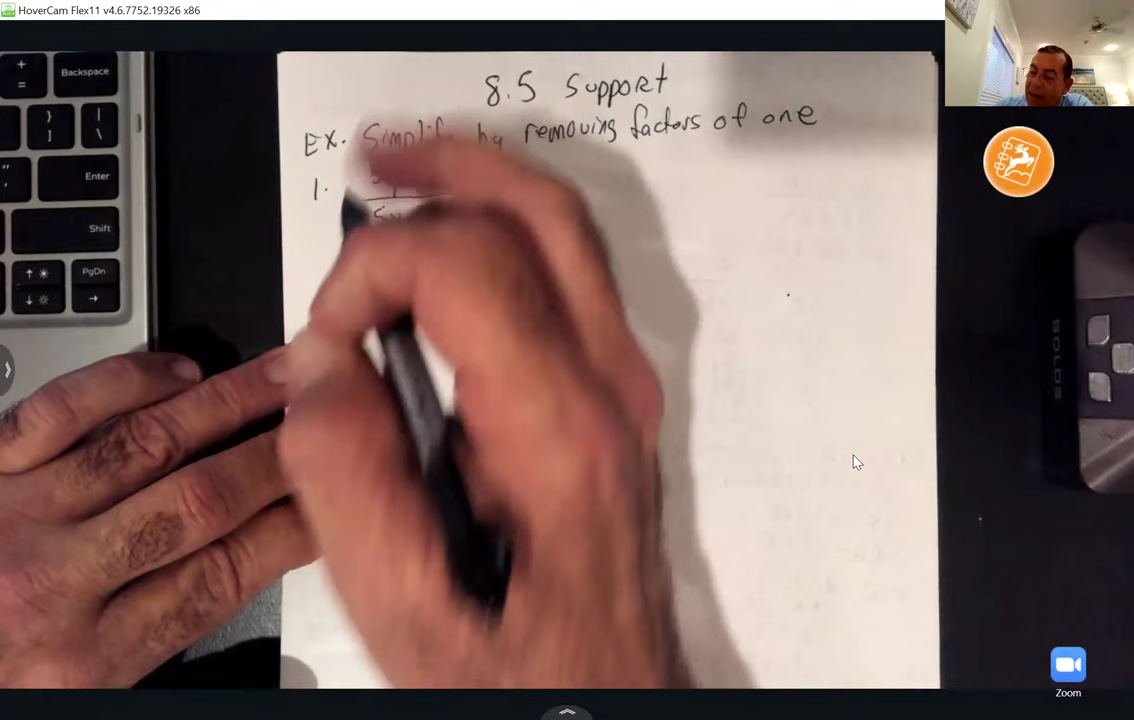 HoverCam Flex11 v4.6.7752.19326 x86
+
=
Backspace
}
]
|
\
"
'
Enter
Shift
PgDn
8.5 Support
EX. Simplify by removing factors of one
1.
Zoom